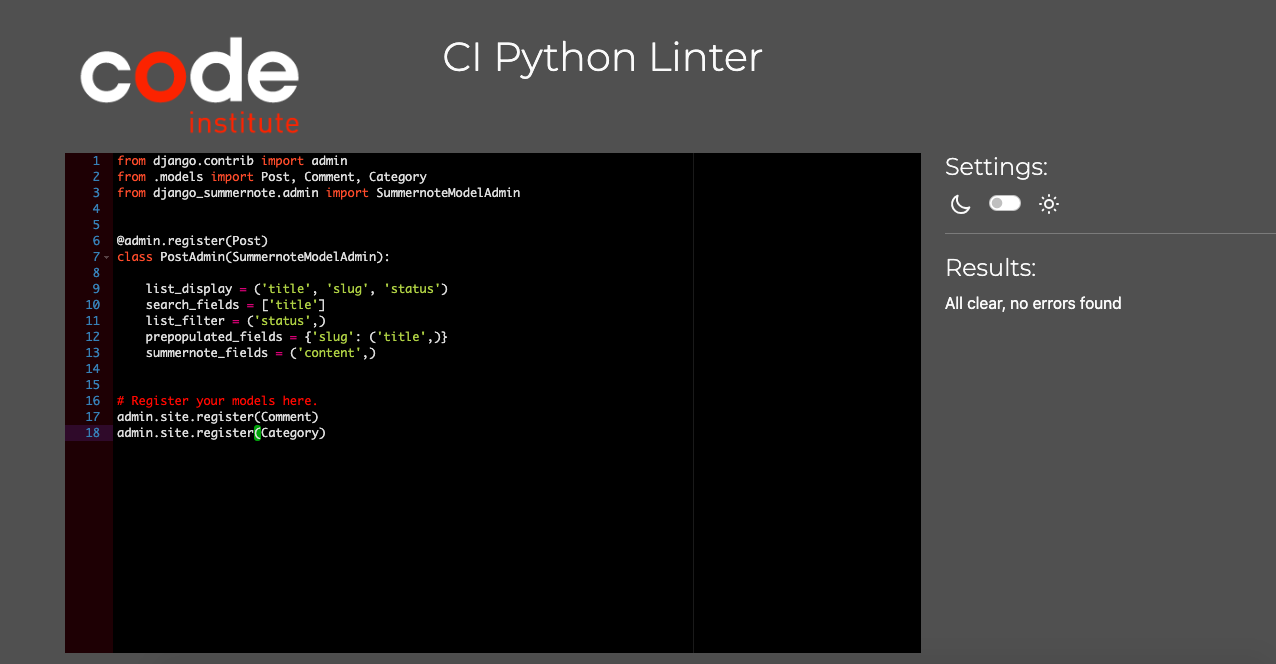 code
institute
CI Python Linter
1 from django.contrib import admin
2 from .models import Post, Comment, Category
3 from django_summernote.admin import SummernoteModelAdmin
4
5
6 @admin.register(Post)
7 class PostAdmin(SummernoteModelAdmin):
8
9     list_display = ('title', 'slug', 'status')
10     search_fields = ['title']
11     list_filter = ('status',)
12     prepopulated_fields = {'slug': ('title',)}
13     summernote_fields = ('content',)
14
15
16 # Register your models here.
17 admin.site.register(Comment)
18 admin.site.register(Category)
Settings:
Results:
All clear, no errors found